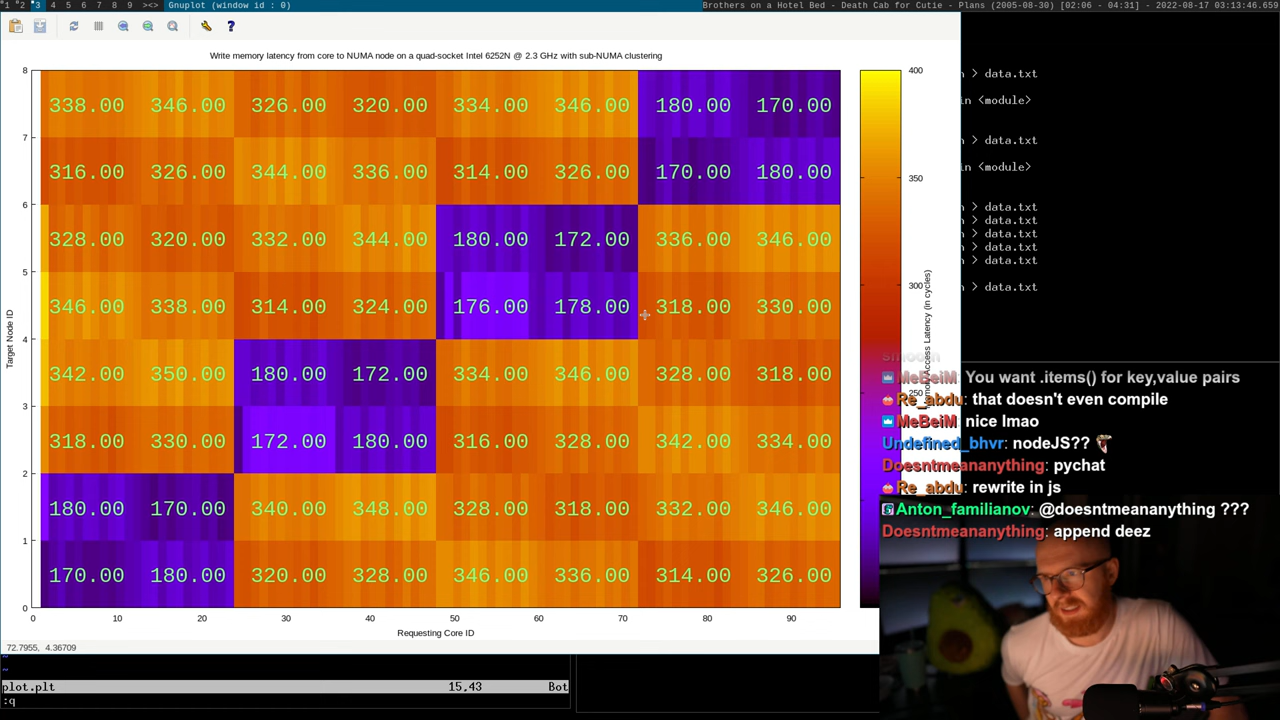 1 2 3 4 5 6 7 8 9 ><> Gnuplot (window id : 0)
Brothers on a Hotel Bed - Death Cab for Cutie - Plans (2005-08-30) [02:06 - 04:31] - 2022-08-17 03:13:46.659
Write memory latency from core to NUMA node on a quad-socket Intel 6252N @ 2.3 GHz with sub-NUMA clustering
8
338.00 346.00 326.00 320.00 334.00 346.00 180.00 170.00
7
316.00 326.00 344.00 336.00 314.00 326.00 170.00 180.00
6
328.00 320.00 332.00 344.00 180.00 172.00 336.00 346.00
5
346.00 338.00 314.00 324.00 176.00 178.00 318.00 330.00
4
342.00 350.00 180.00 172.00 334.00 346.00 328.00 318.00
3
318.00 330.00 172.00 180.00 316.00 328.00 342.00 334.00
2
180.00 170.00 340.00 348.00 328.00 318.00 332.00 346.00
1
170.00 180.00 320.00 328.00 346.00 336.00 314.00 326.00
0
0 10 20 30 40 50 60 70 80 90
Target Node ID
Requesting Core ID
400
350
300
250
Access Latency (in cycles)
72.7955, 4.36709
n > data.txt
in <module>
n > data.txt
in <module>
n > data.txt
n > data.txt
n > data.txt
n > data.txt
n > data.txt
n > data.txt
smooth
MeBeiM: You want .items() for key,value pairs
Re_abdu: that doesn't even compile
MeBeiM: nice lmao
Undefined_bhvr: nodeJS??
Doesntmeananything: pychat
Re_abdu: rewrite in js
Anton_familianov: @doesntmeananything ???
Doesntmeananything: append deez
~
~
plot.plt 15,43 Bot
:q